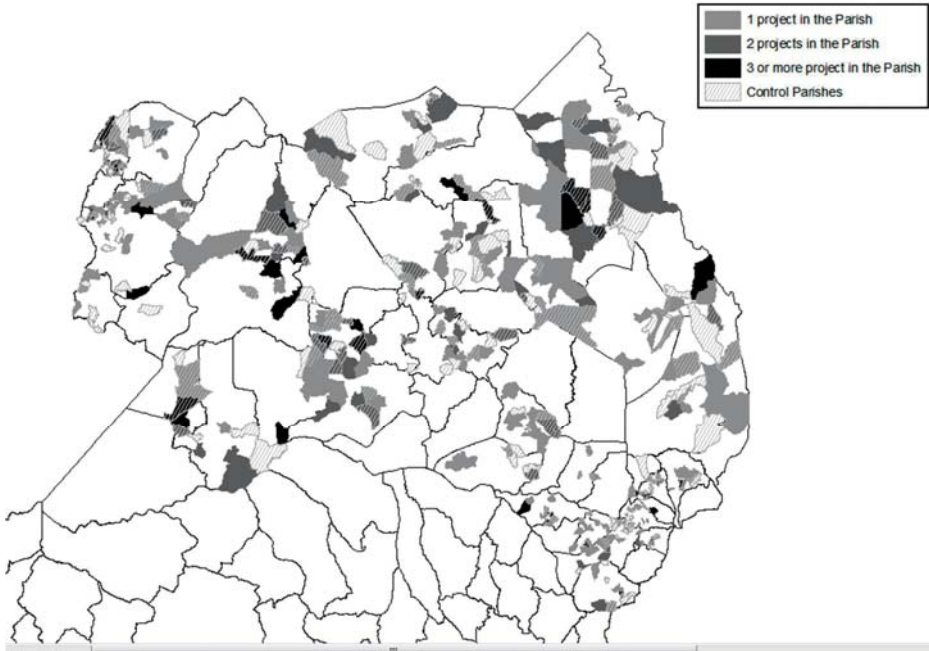 1 project in the Parish
2 projects in the Parish
3 or more project in the Parish
Control Parishes